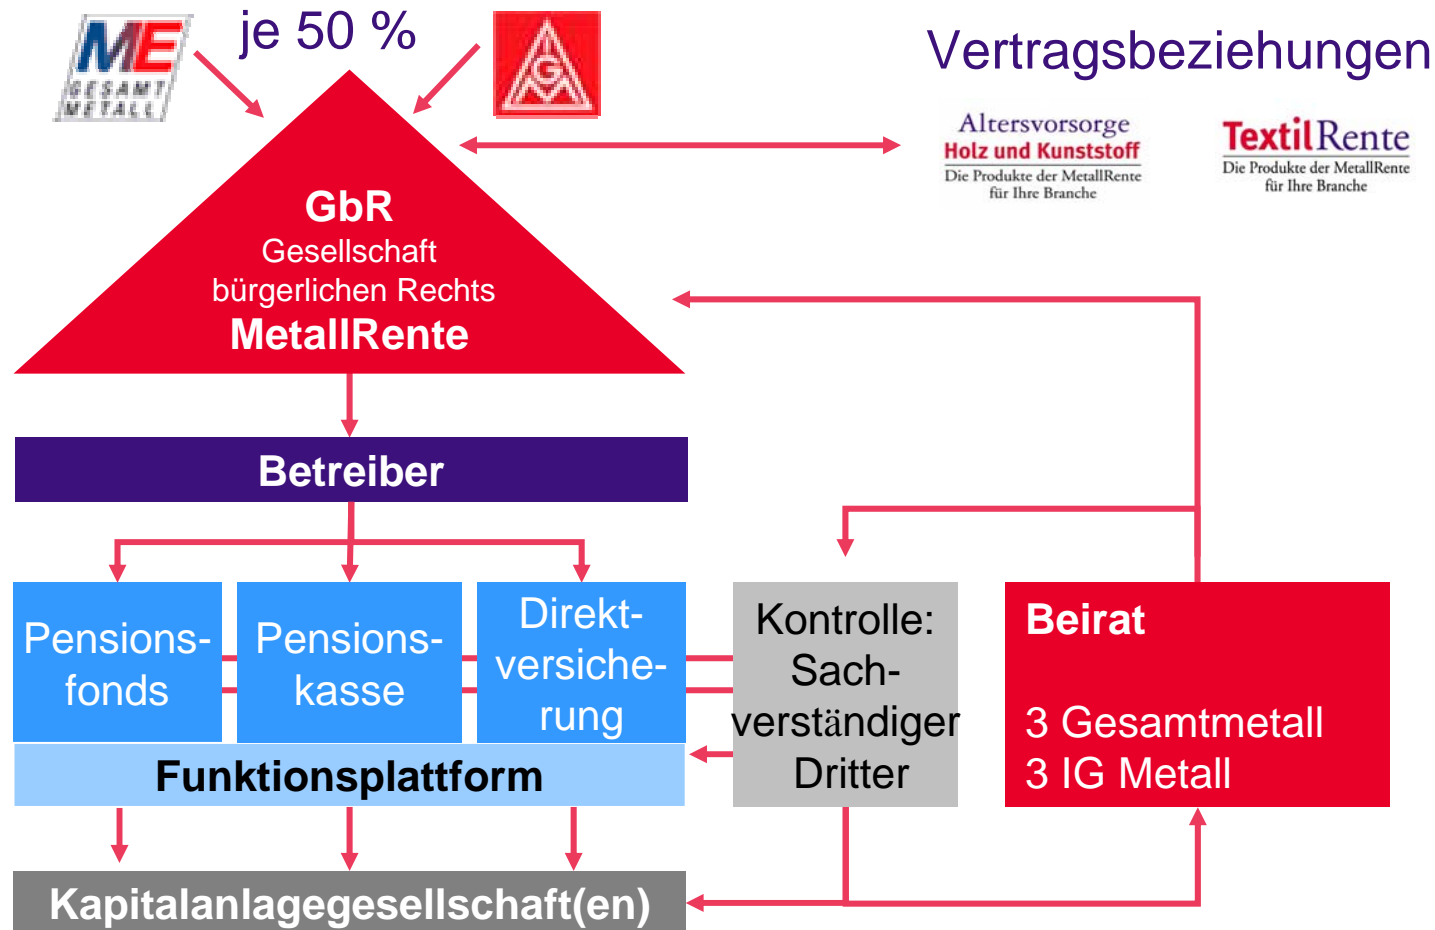 ME
GESAMT
METALL
je 50 %
IGM
Vertragsbeziehungen
Altersvorsorge
Holz und Kunststoff
Die Produkte der MetallRente
für Ihre Branche
TextilRente
Die Produkte der MetallRente
für Ihre Branche
GbR
Gesellschaft
bürgerlichen Rechts
MetallRente
Betreiber
Pensions-
fonds
Pensions-
kasse
Direkt-
versiche-
rung
Funktionsplattform
Kapitalanlagegesellschaft(en)
Kontrolle:
Sach-
verständiger
Dritter
Beirat
3 Gesamtmetall
3 IG Metall